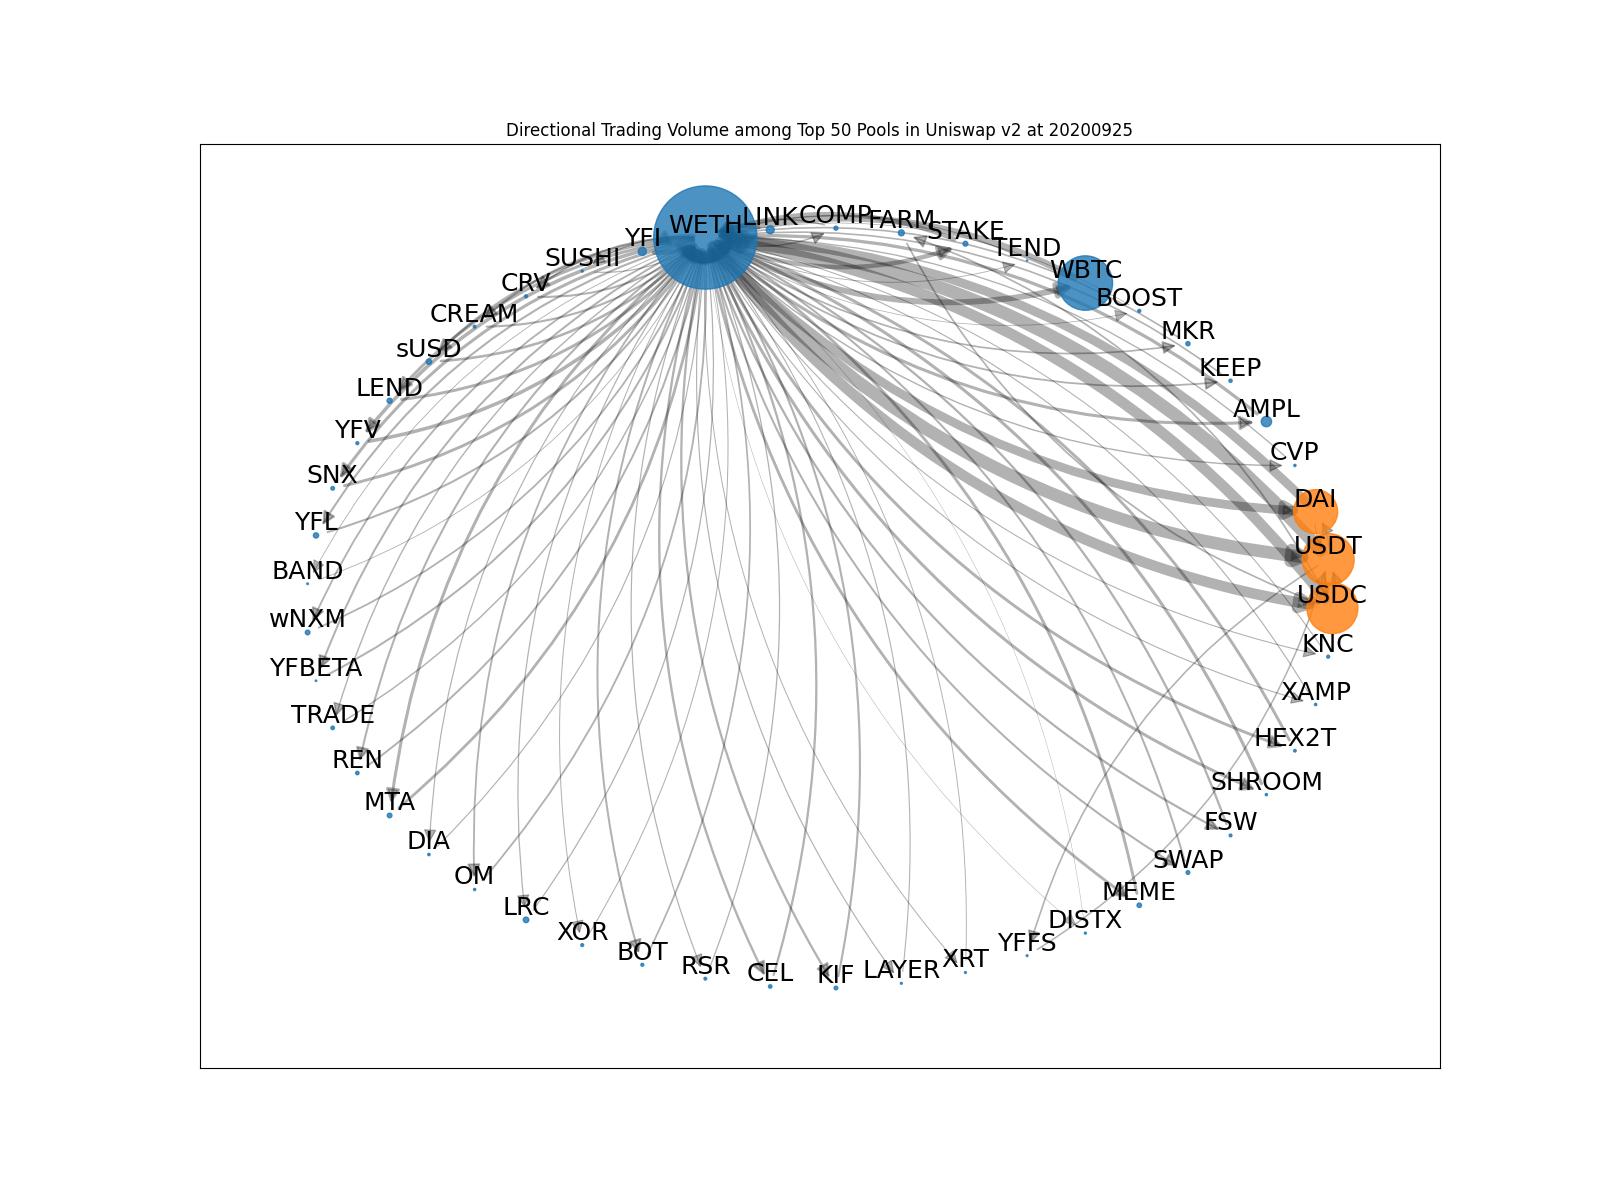 Directional Trading Volume among Top 50 Pools in Uniswap v2 at 20200925
WETH
LINK
COMP
FARM
STAKE
TEND
WBTC
BOOST
MKR
KEEP
AMPL
CVP
DAI
USDT
USDC
KNC
XAMP
HEX2T
SHROOM
FSW
SWAP
MEME
DISTX
YFFS
XRT
LAYER
KIF
CEL
RSR
BOT
XOR
LRC
OM
DIA
MTA
REN
TRADE
YFBETA
wNXM
BAND
YFL
SNX
YFV
LEND
sUSD
CREAM
CRV
SUSHI
YFI